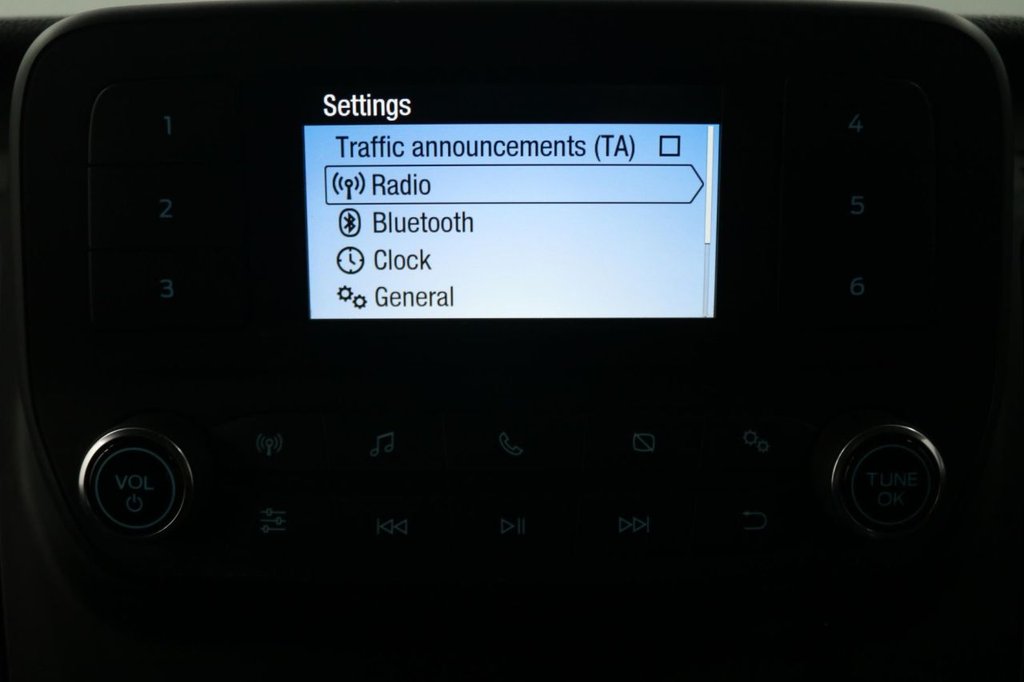 Settings
Traffic announcements (TA)
Radio
Bluetooth
Clock
General
1
2
3
4
5
6
VOL
TUNE
OK